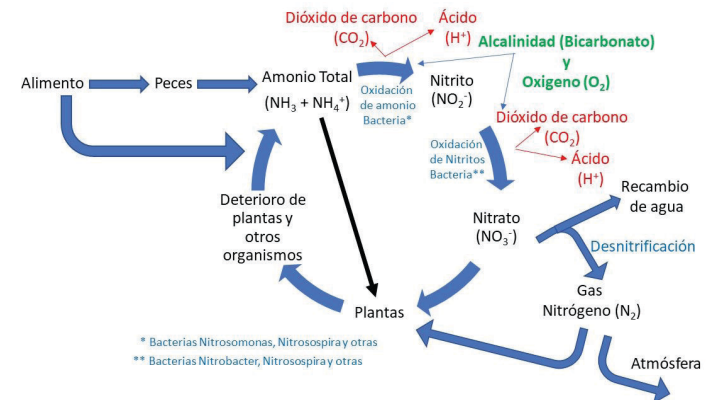 Dióxido de carbono
(CO₂)
Ácido
(H⁺)
Alcalinidad (Bicarbonato)
y
Oxigeno (O₂)
Alimento
Peces
Amonio Total
(NH₃ + NH₄⁺)
Oxidación
de amonio
Bacteria*
Nitrito
(NO₂⁻)
Dióxido de carbono
(CO₂)
Ácido
(H⁺)
Oxidación
de Nitritos
Bacteria**
Recambio
de agua
Deterioro de
plantas y
otros
organismos
Nitrato
(NO₃⁻)
Desnitrificación
Gas
Nitrógeno (N₂)
Plantas
* Bacterias Nitrosomonas, Nitrosospira y otras
** Bacterias Nitrobacter, Nitrosospira y otras
Atmósfera